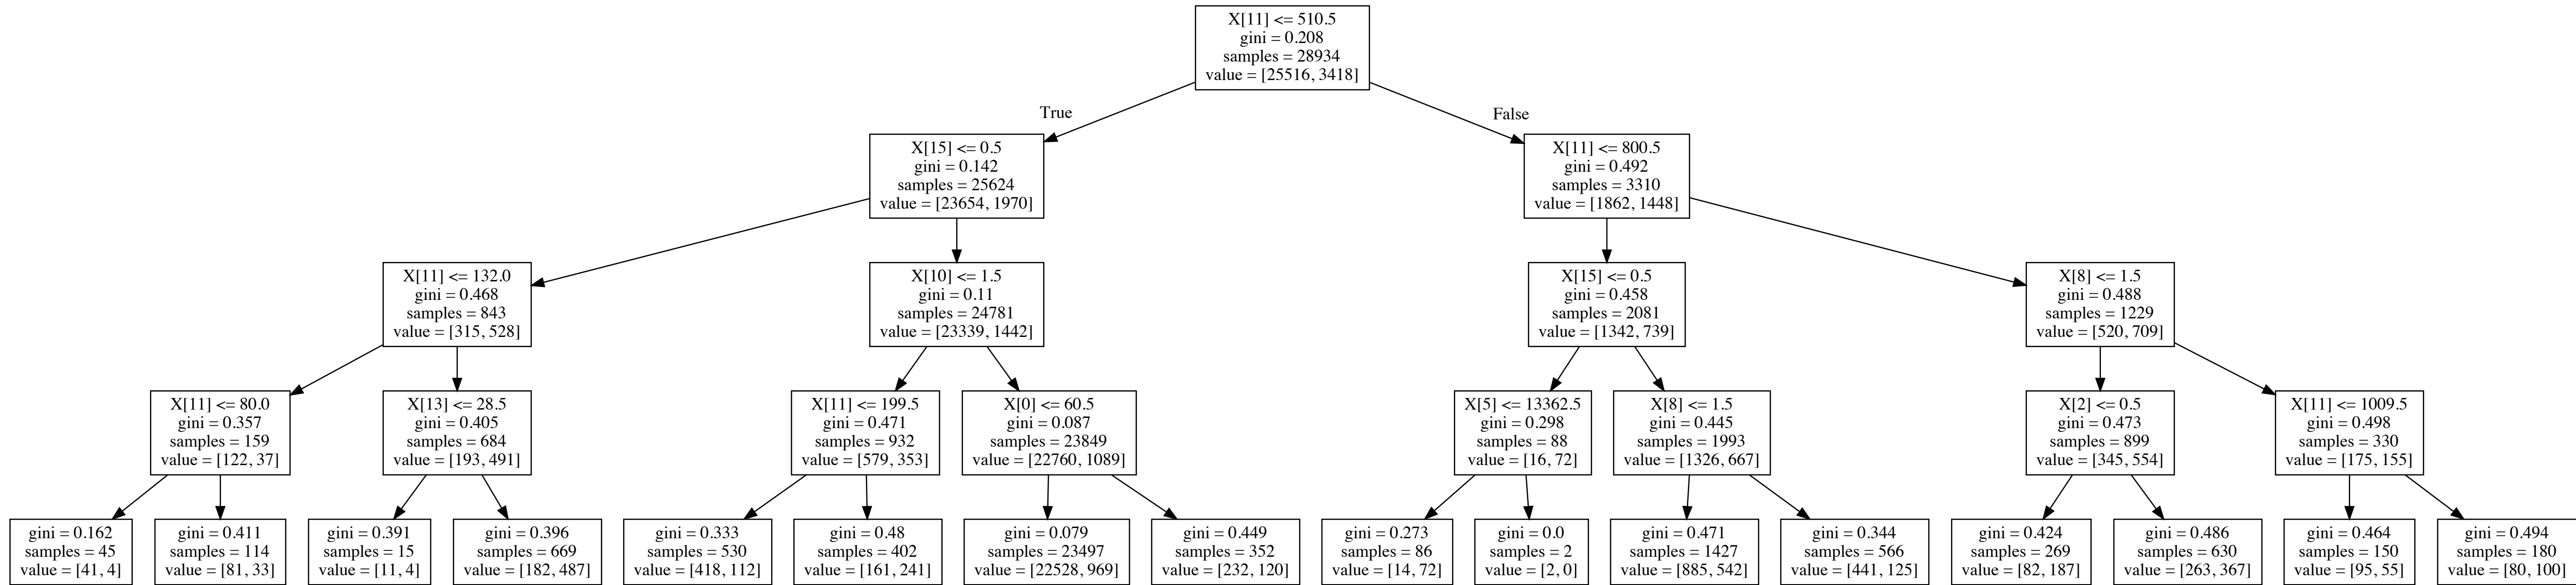 X[11] <= 510.5
gini = 0.208
samples = 28934
value = [25516, 3418]
True
False
X[15] <= 0.5
gini = 0.142
samples = 25624
value = [23654, 1970]
X[11] <= 800.5
gini = 0.492
samples = 3310
value = [1862, 1448]
X[11] <= 132.0
gini = 0.468
samples = 843
value = [315, 528]
X[10] <= 1.5
gini = 0.11
samples = 24781
value = [23339, 1442]
X[15] <= 0.5
gini = 0.458
samples = 2081
value = [1342, 739]
X[8] <= 1.5
gini = 0.488
samples = 1229
value = [520, 709]
X[11] <= 80.0
gini = 0.357
samples = 159
value = [122, 37]
X[13] <= 28.5
gini = 0.405
samples = 684
value = [193, 491]
X[11] <= 199.5
gini = 0.471
samples = 932
value = [579, 353]
X[0] <= 60.5
gini = 0.087
samples = 23849
value = [22760, 1089]
X[5] <= 13362.5
gini = 0.298
samples = 88
value = [16, 72]
X[8] <= 1.5
gini = 0.445
samples = 1993
value = [1326, 667]
X[2] <= 0.5
gini = 0.473
samples = 899
value = [345, 554]
X[11] <= 1009.5
gini = 0.498
samples = 330
value = [175, 155]
gini = 0.162
samples = 45
value = [41, 4]
gini = 0.411
samples = 114
value = [81, 33]
gini = 0.391
samples = 15
value = [11, 4]
gini = 0.396
samples = 669
value = [182, 487]
gini = 0.333
samples = 530
value = [418, 112]
gini = 0.48
samples = 402
value = [161, 241]
gini = 0.079
samples = 23497
value = [22528, 969]
gini = 0.449
samples = 352
value = [232, 120]
gini = 0.273
samples = 86
value = [14, 72]
gini = 0.0
samples = 2
value = [2, 0]
gini = 0.471
samples = 1427
value = [885, 542]
gini = 0.344
samples = 566
value = [441, 125]
gini = 0.424
samples = 269
value = [82, 187]
gini = 0.486
samples = 630
value = [263, 367]
gini = 0.464
samples = 150
value = [95, 55]
gini = 0.494
samples = 180
value = [80, 100]